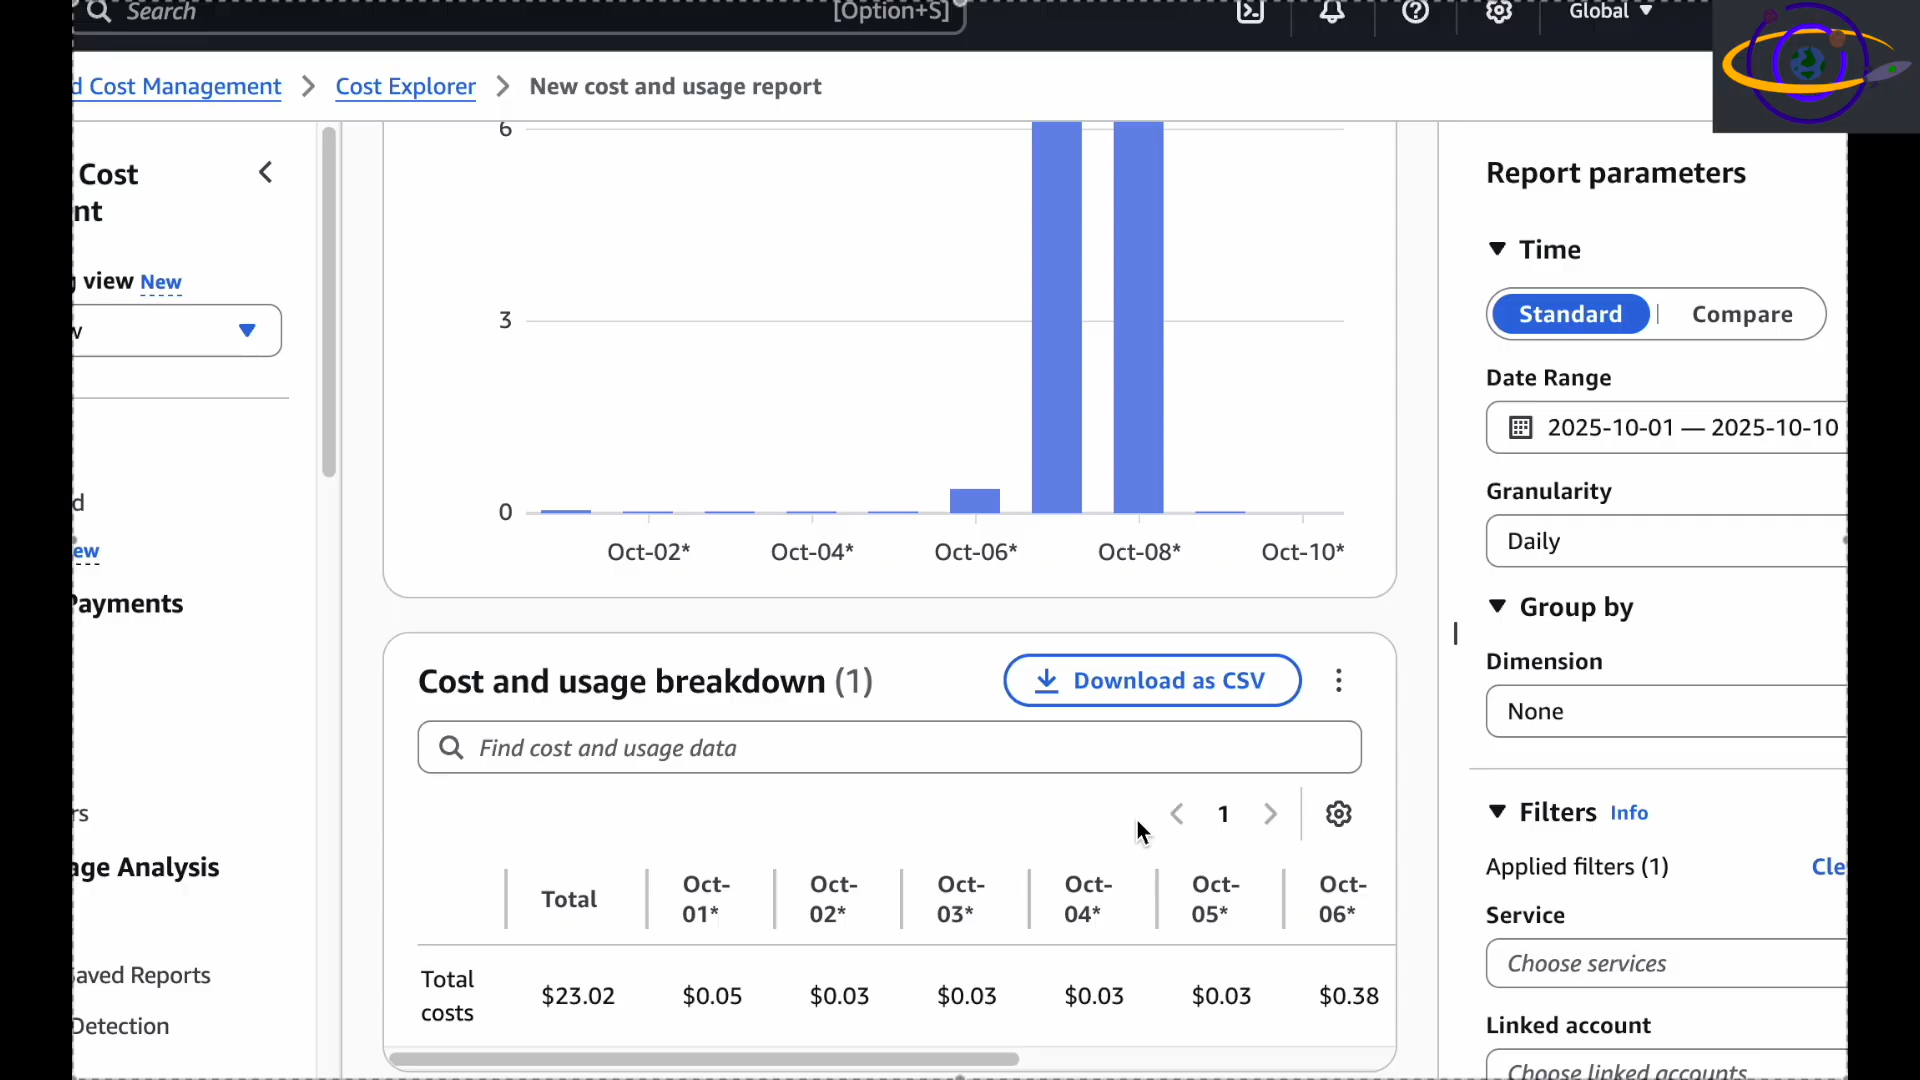 Search
[Option+S]
Global
d Cost Management
Cost Explorer
New cost and usage report
Cost
nt
view New
ew
Payments
rs
age Analysis
Saved Reports
Detection
6
3
0
Oct-02* Oct-04* Oct-06* Oct-08* Oct-10*
Cost and usage breakdown (1)
Download as CSV
Find cost and usage data
1
Total Oct-01* Oct-02* Oct-03* Oct-04* Oct-05* Oct-06*
Total costs $23.02 $0.05 $0.03 $0.03 $0.03 $0.03 $0.38
Report parameters
Time
Standard Compare
Date Range
2025-10-01 — 2025-10-10
Granularity
Daily
Group by
Dimension
None
Filters Info
Applied filters (1)
Cle
Service
Choose services
Linked account
Choose linked accounts